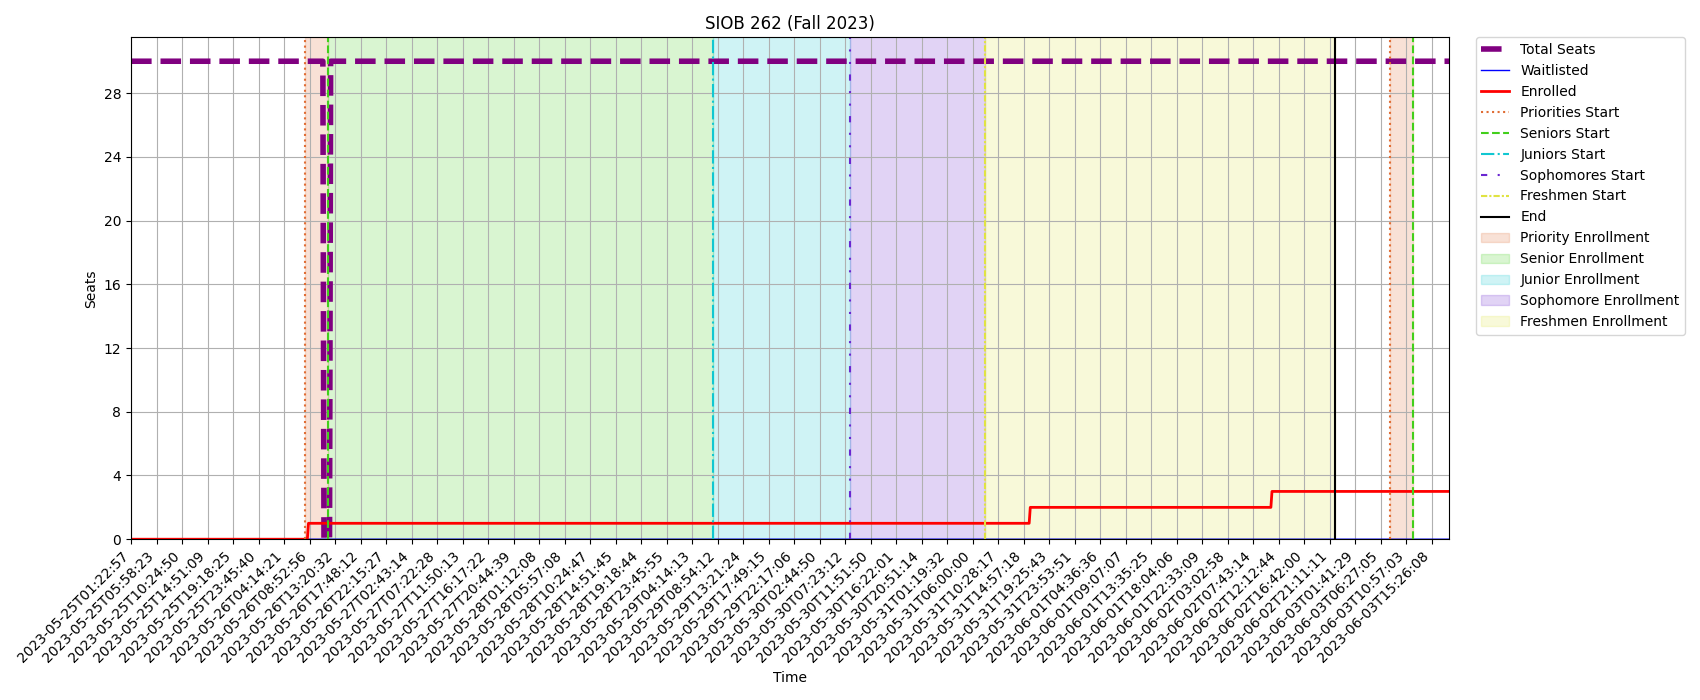 SIOB 262 (Fall 2023)
Total Seats
Waitlisted
Enrolled
Priorities Start
Seniors Start
Juniors Start
Sophomores Start
Freshmen Start
End
Priority Enrollment
Senior Enrollment
Junior Enrollment
Sophomore Enrollment
Freshmen Enrollment
Seats
28
24
20
16
12
8
4
0
2023-05-25T01:22:57
2023-05-25T05:58:23
2023-05-25T10:24:50
2023-05-25T14:51:09
2023-05-25T19:18:25
2023-05-25T23:45:40
2023-05-26T04:14:21
2023-05-26T08:52:56
2023-05-26T13:20:32
2023-05-26T17:48:12
2023-05-26T22:15:27
2023-05-27T02:43:14
2023-05-27T07:22:28
2023-05-27T11:50:13
2023-05-27T16:17:22
2023-05-27T20:44:39
2023-05-28T01:12:08
2023-05-28T05:57:08
2023-05-28T10:24:47
2023-05-28T14:51:45
2023-05-28T19:18:44
2023-05-28T23:45:55
2023-05-29T04:14:13
2023-05-29T08:54:12
2023-05-29T13:21:24
2023-05-29T17:49:15
2023-05-29T22:17:06
2023-05-30T02:44:50
2023-05-30T07:23:12
2023-05-30T11:51:50
2023-05-30T16:22:01
2023-05-30T20:51:14
2023-05-31T01:19:32
2023-05-31T06:00:00
2023-05-31T10:28:17
2023-05-31T14:57:18
2023-05-31T19:25:43
2023-05-31T23:53:51
2023-06-01T04:36:36
2023-06-01T09:07:07
2023-06-01T13:35:25
2023-06-01T18:04:06
2023-06-01T22:33:09
2023-06-02T03:02:58
2023-06-02T07:43:14
2023-06-02T12:12:44
2023-06-02T16:42:00
2023-06-02T21:11:11
2023-06-03T01:41:29
2023-06-03T06:27:05
2023-06-03T10:57:03
2023-06-03T15:26:08
Time